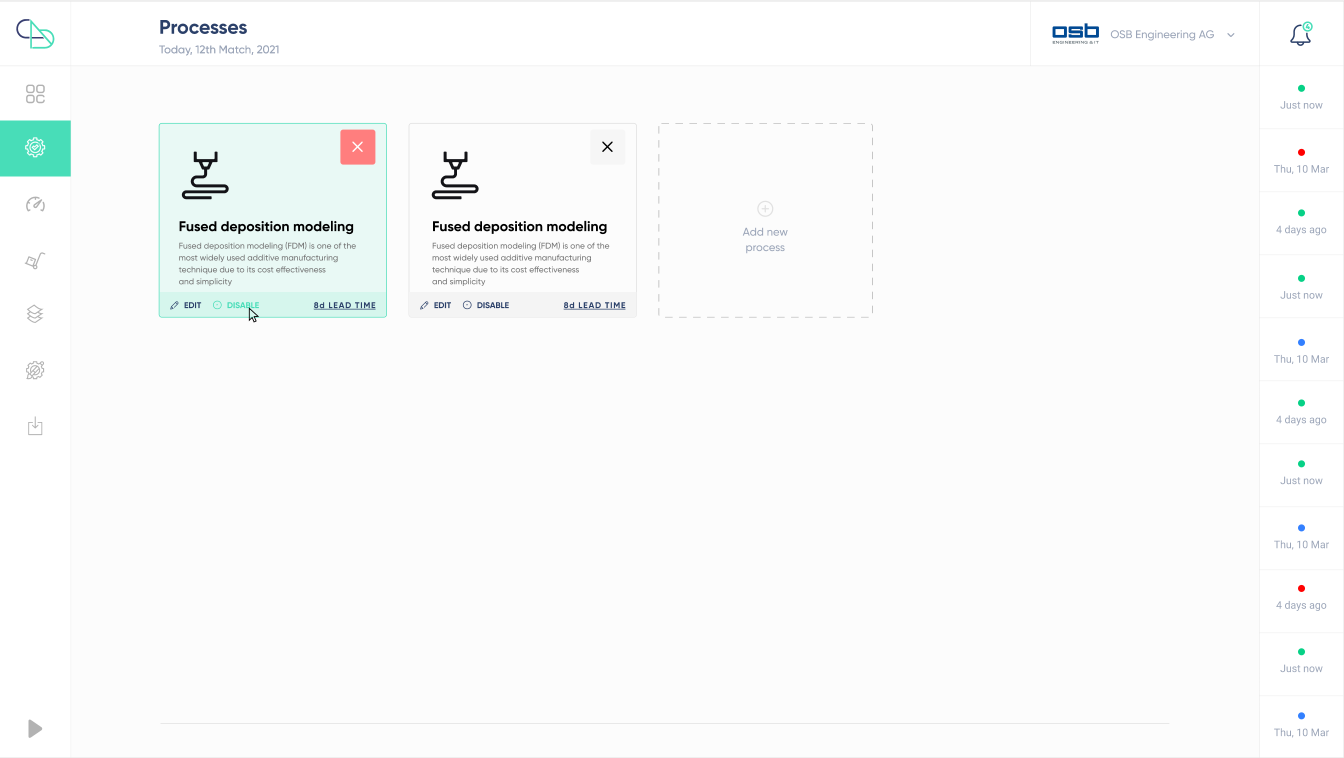 Processes
Today, 12th Match, 2021
osb
ENGINEERING & IT
OSB Engineering AG
4
Fused deposition modeling
Fused deposition modeling (FDM) is one of the
most widely used additive manufacturing
technique due to its cost effectiveness
and simplicity
EDIT
DISABLE
8d LEAD TIME
Fused deposition modeling
Fused deposition modeling (FDM) is one of the
most widely used additive manufacturing
technique due to its cost effectiveness
and simplicity
EDIT
DISABLE
8d LEAD TIME
Add new
process
Just now
Thu, 10 Mar
4 days ago
Just now
Thu, 10 Mar
4 days ago
Just now
Thu, 10 Mar
4 days ago
Just now
Thu, 10 Mar